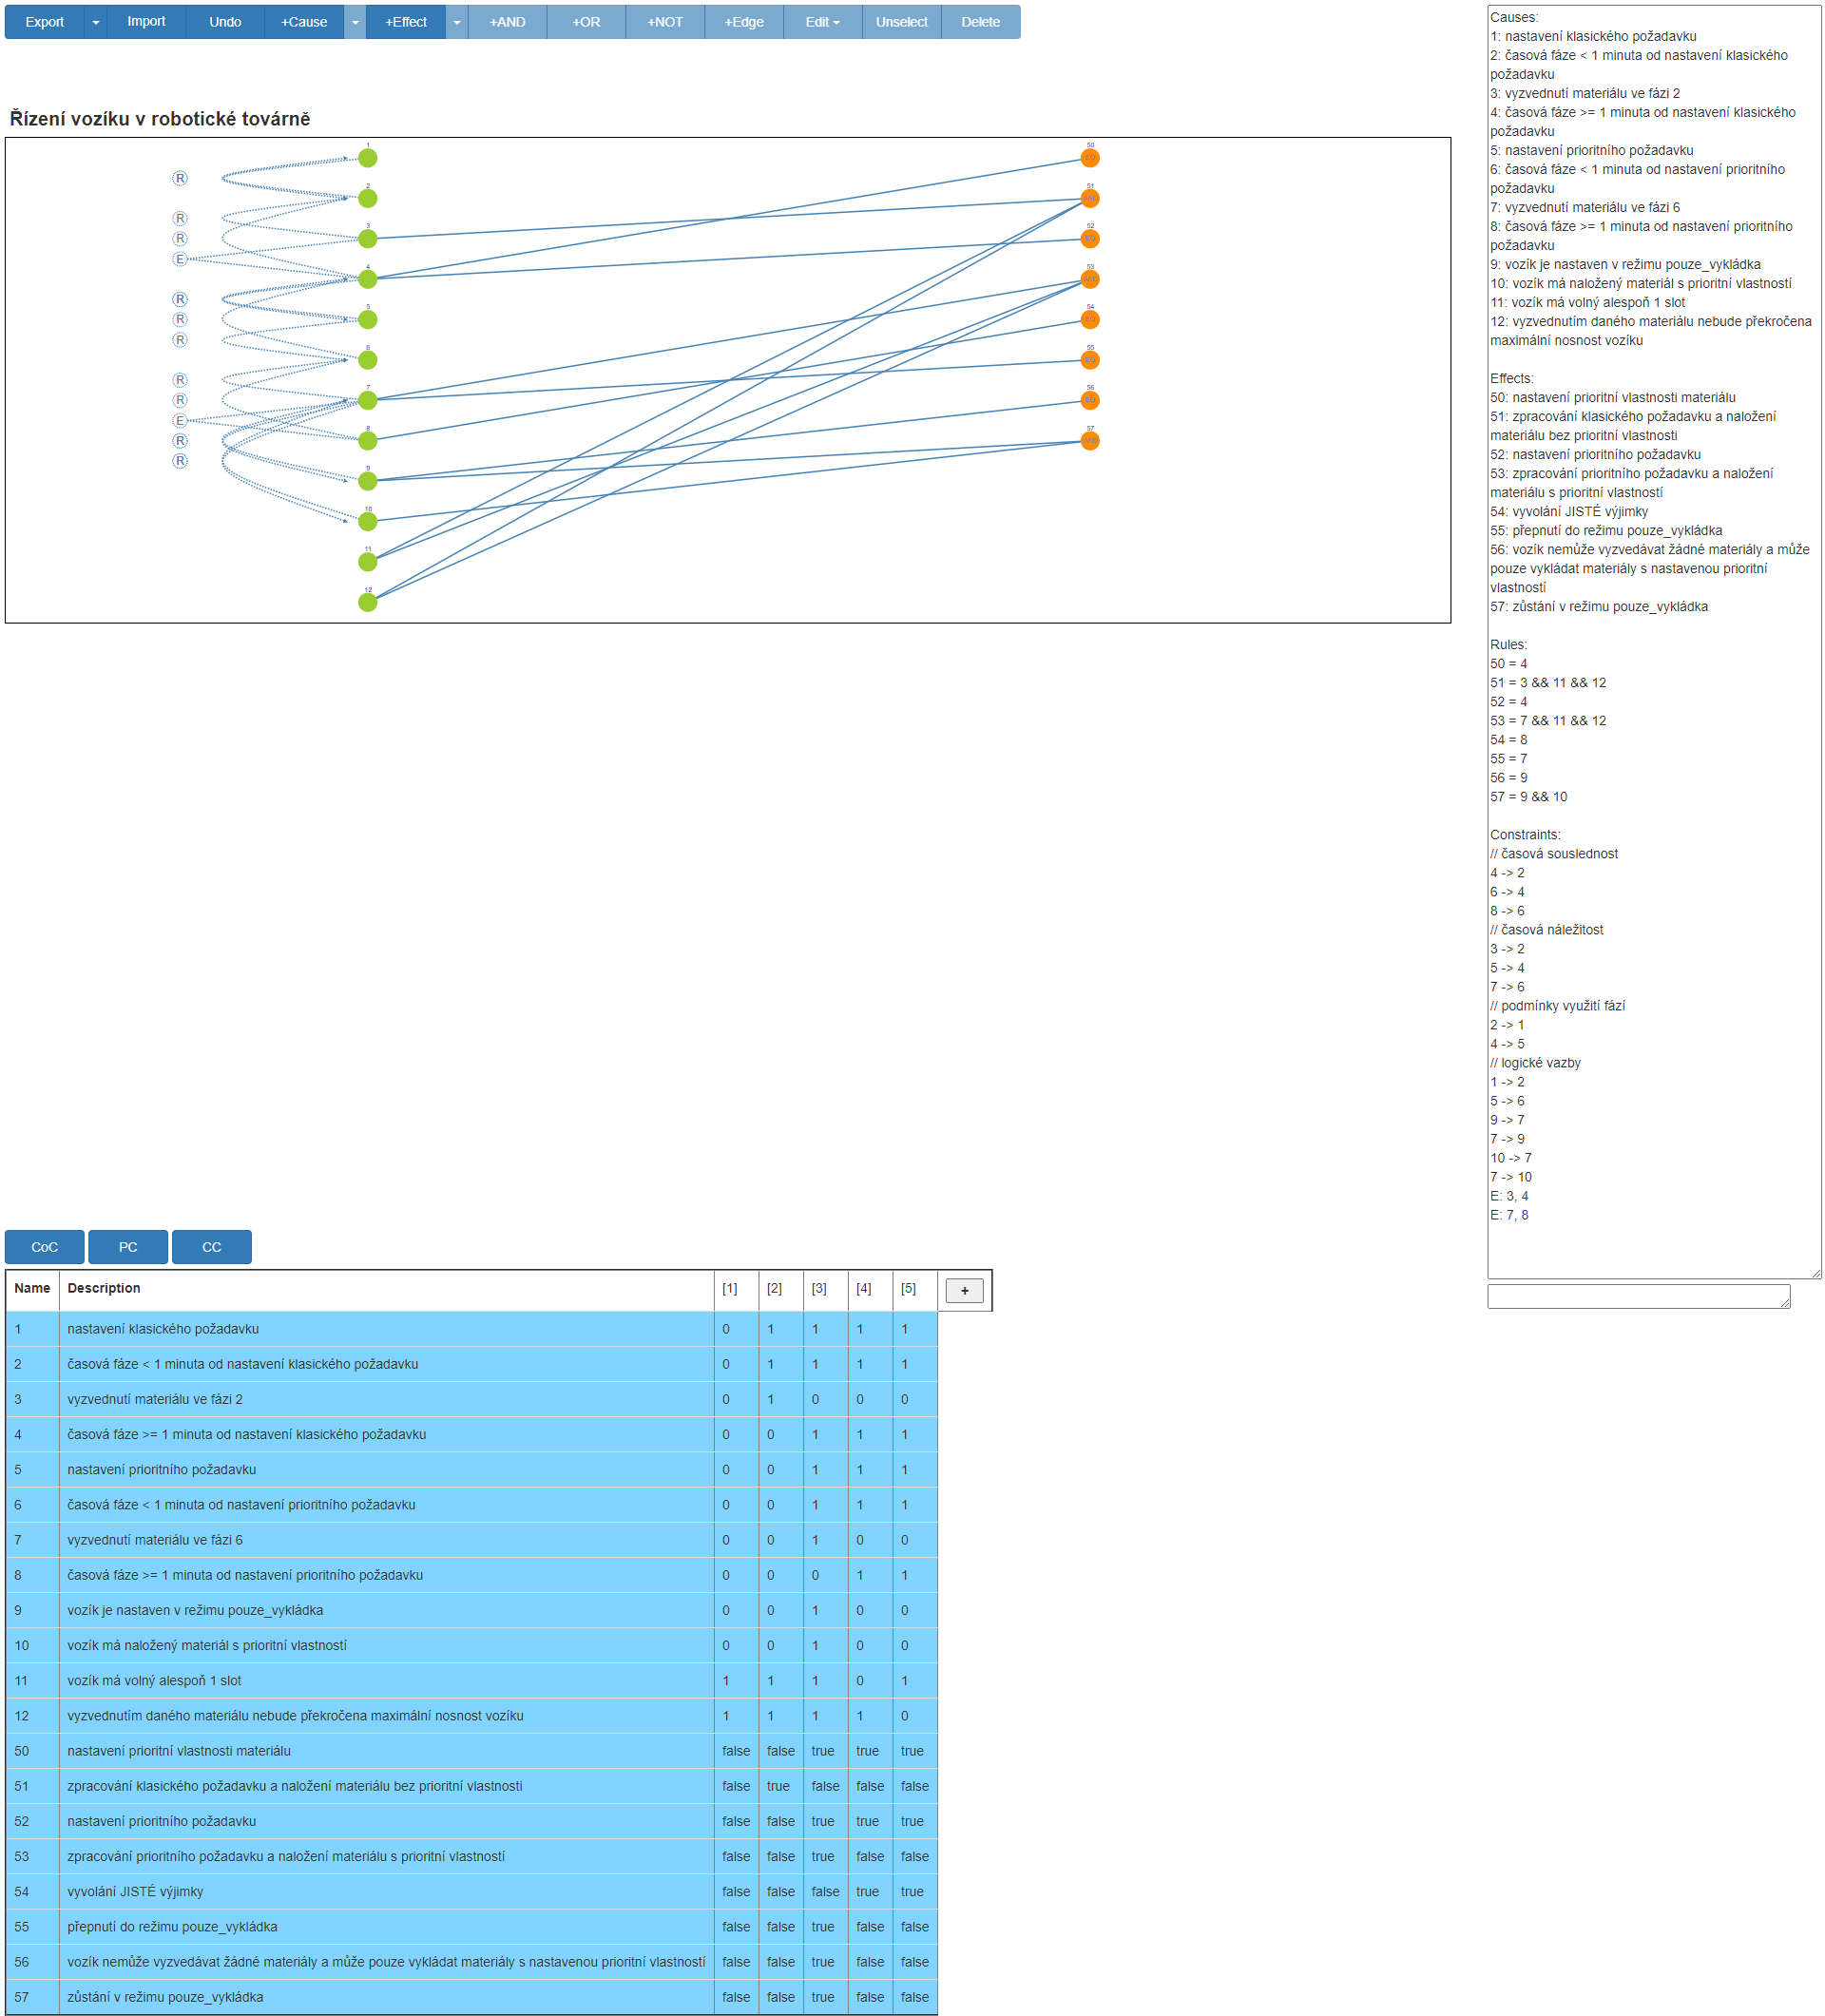 Export Import Undo +Cause +Effect +AND +OR +NOT +Edge Edit Unselect Delete
Řízení vozíku v robotické továrně
1
R
2
R
3
R
E
4
R
5
R
R
6
R
7
R
E
8
R
R
9
10
11
12
50
EQ
51
AND
52
EQ
53
AND
54
EQ
55
EQ
56
EQ
57
AND
Causes:
1: nastavení klasického požadavku
2: časová fáze < 1 minuta od nastavení klasického
požadavku
3: vyzvednutí materiálu ve fázi 2
4: časová fáze >= 1 minuta od nastavení klasického
požadavku
5: nastavení prioritního požadavku
6: časová fáze < 1 minuta od nastavení prioritního
požadavku
7: vyzvednutí materiálu ve fázi 6
8: časová fáze >= 1 minuta od nastavení prioritního
požadavku
9: vozík je nastaven v režimu pouze_vykládka
10: vozík má naložený materiál s prioritní vlastností
11: vozík má volný alespoň 1 slot
12: vyzvednutím daného materiálu nebude překročena
maximální nosnost vozíku
Effects:
50: nastavení prioritní vlastnosti materiálu
51: zpracování klasického požadavku a naložení
materiálu bez prioritní vlastnosti
52: nastavení prioritního požadavku
53: zpracování prioritního požadavku a naložení
materiálu s prioritní vlastností
54: vyvolání JISTÉ výjimky
55: přepnutí do režimu pouze_vykládka
56: vozík nemůže vyzvedávat žádné materiály a může
pouze vykládat materiály s nastavenou prioritní
vlastností
57: zůstání v režimu pouze_vykládka
Rules:
50 = 4
51 = 3 && 11 && 12
52 = 4
53 = 7 && 11 && 12
54 = 8
55 = 7
56 = 9
57 = 9 && 10
Constraints:
// časová souslednost
4 -> 2
6 -> 4
8 -> 6
// časová náležitost
3 -> 2
5 -> 4
7 -> 6
// podmínky využití fází
2 -> 1
4 -> 5
// logické vazby
1 -> 2
5 -> 6
9 -> 7
7 -> 9
10 -> 7
7 -> 10
E: 3, 4
E: 7, 8
CoC PC CC
Name Description [1] [2] [3] [4] [5] +
1 nastavení klasického požadavku 0 1 1 1 1
2 časová fáze < 1 minuta od nastavení klasického požadavku 0 1 1 1 1
3 vyzvednutí materiálu ve fázi 2 0 1 0 0 0
4 časová fáze >= 1 minuta od nastavení klasického požadavku 0 0 1 1 1
5 nastavení prioritního požadavku 0 0 1 1 1
6 časová fáze < 1 minuta od nastavení prioritního požadavku 0 0 1 1 1
7 vyzvednutí materiálu ve fázi 6 0 0 1 0 0
8 časová fáze >= 1 minuta od nastavení prioritního požadavku 0 0 0 1 1
9 vozík je nastaven v režimu pouze_vykládka 0 0 1 0 0
10 vozík má naložený materiál s prioritní vlastností 0 0 1 0 0
11 vozík má volný alespoň 1 slot 1 1 1 0 1
12 vyzvednutím daného materiálu nebude překročena maximální nosnost vozíku 1 1 1 1 0
50 nastavení prioritní vlastnosti materiálu false false true true true
51 zpracování klasického požadavku a naložení materiálu bez prioritní vlastnosti false true false false false
52 nastavení prioritního požadavku false false true true true
53 zpracování prioritního požadavku a naložení materiálu s prioritní vlastností false false true false false
54 vyvolání JISTÉ výjimky false false false true true
55 přepnutí do režimu pouze_vykládka false false true false false
56 vozík nemůže vyzvedávat žádné materiály a může pouze vykládat materiály s nastavenou prioritní vlastností false false true false false
57 zůstání v režimu pouze_vykládka false false true false false